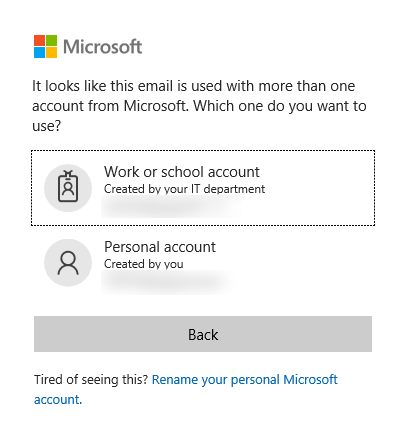 Microsoft
It looks like this email is used with more than one
account from Microsoft. Which one do you want to
use?
Work or school account
Created by your IT department
Personal account
Created by you
Back
Tired of seeing this? Rename your personal Microsoft
account.